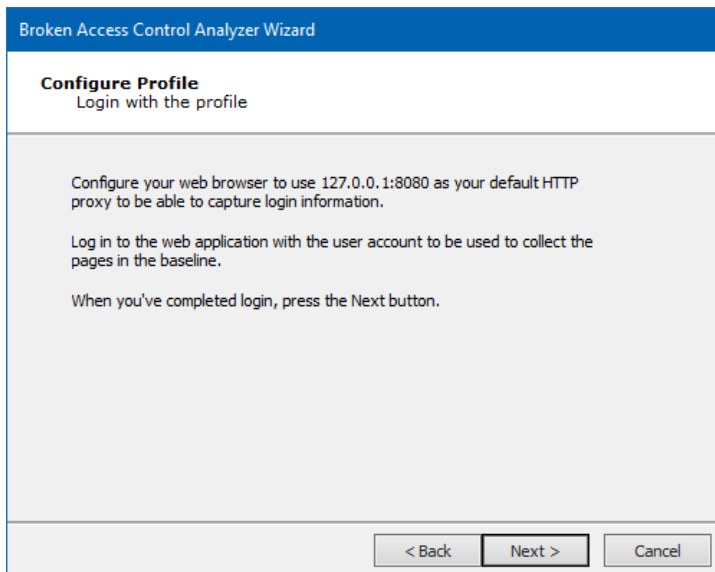 Broken Access Control Analyzer Wizard
Configure Profile
Login with the profile
Configure your web browser to use 127.0.0.1:8080 as your default HTTP
proxy to be able to capture login information.
Log in to the web application with the user account to be used to collect the
pages in the baseline.
When you've completed login, press the Next button.
< Back
Next >
Cancel